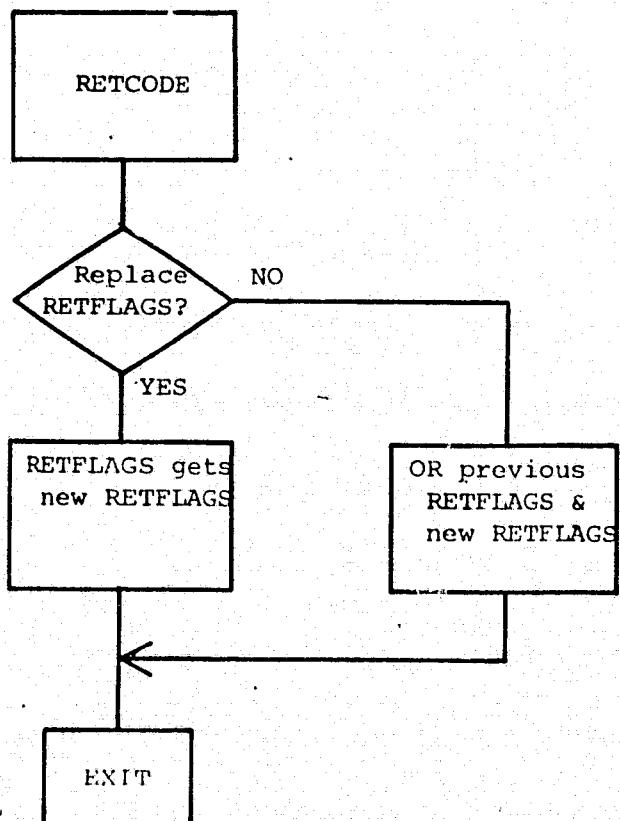 RETCODE
Replace
RETFLAGS?
NO
YES
RETFLAGS gets
new RETFLAGS
OR previous
RETFLAGS &
new RETFLAGS
EXIT